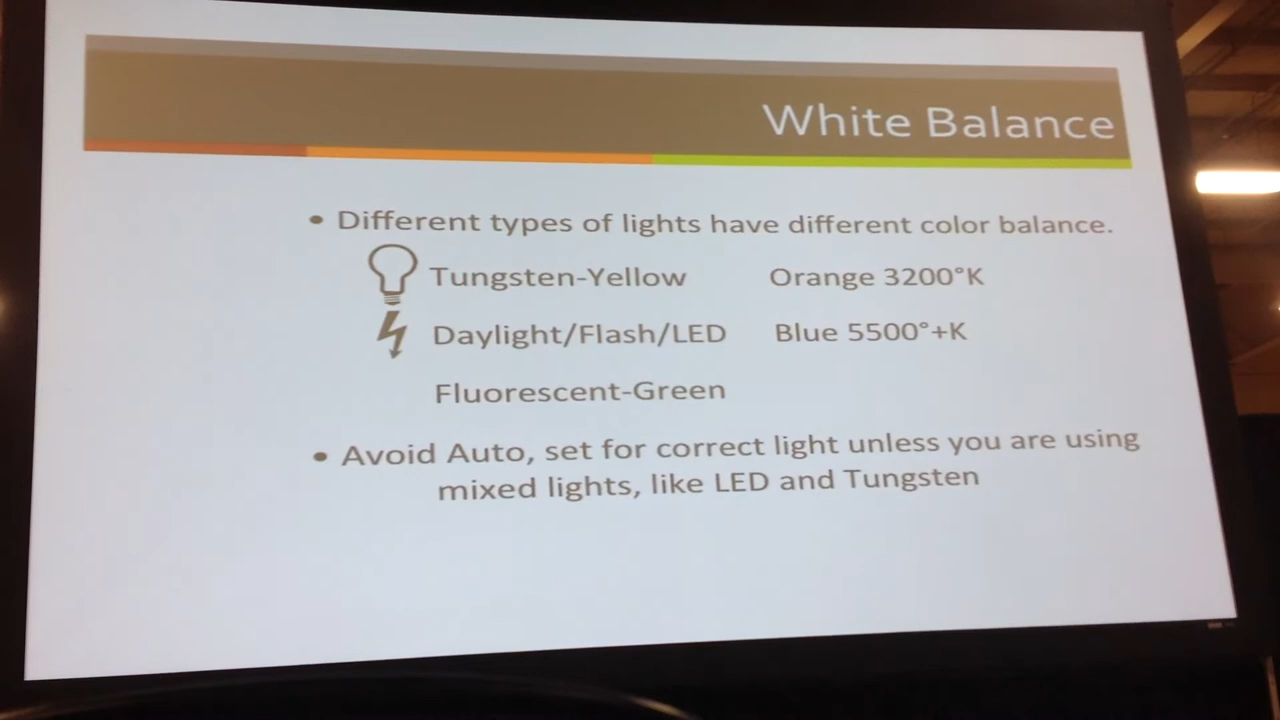 White Balance
• Different types of lights have different color balance.
Tungsten-Yellow Orange 3200°K
Daylight/Flash/LED Blue 5500°+K
Fluorescent-Green
• Avoid Auto, set for correct light unless you are using
mixed lights, like LED and Tungsten